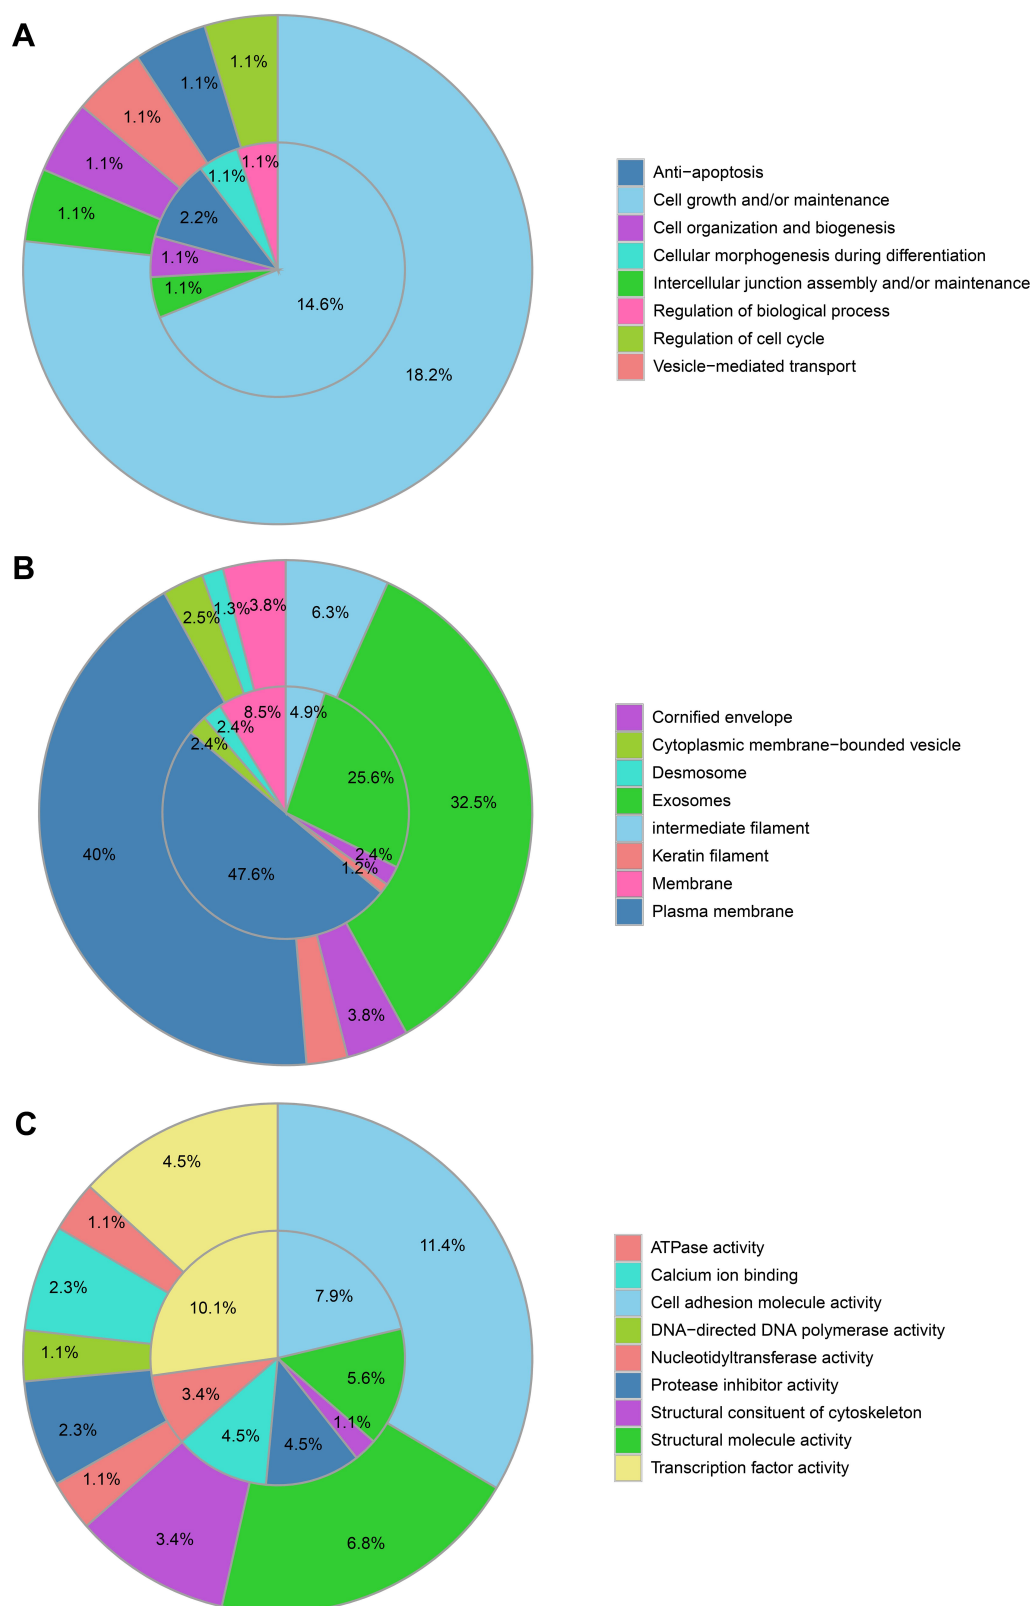 A
1.1%
1.1%
1.1%
1.1%
1.1%
1.1%
1.1%
2.2%
1.1%
1.1%
14.6%
18.2%
Anti−apoptosis
Cell growth and/or maintenance
Cell organization and biogenesis
Cellular morphogenesis during differentiation
Intercellular junction assembly and/or maintenance
Regulation of biological process
Regulation of cell cycle
Vesicle−mediated transport
B
2.5%
1.3%
3.8%
6.3%
8.5%
4.9%
2.4%
2.4%
25.6%
32.5%
40%
47.6%
2.4%
1.2%
3.8%
Cornified envelope
Cytoplasmic membrane−bounded vesicle
Desmosome
Exosomes
intermediate filament
Keratin filament
Membrane
Plasma membrane
C
4.5%
1.1%
11.4%
2.3%
10.1%
7.9%
1.1%
3.4%
5.6%
2.3%
4.5%
4.5%
1.1%
1.1%
3.4%
6.8%
ATPase activity
Calcium ion binding
Cell adhesion molecule activity
DNA−directed DNA polymerase activity
Nucleotidyltransferase activity
Protease inhibitor activity
Structural consituent of cytoskeleton
Structural molecule activity
Transcription factor activity